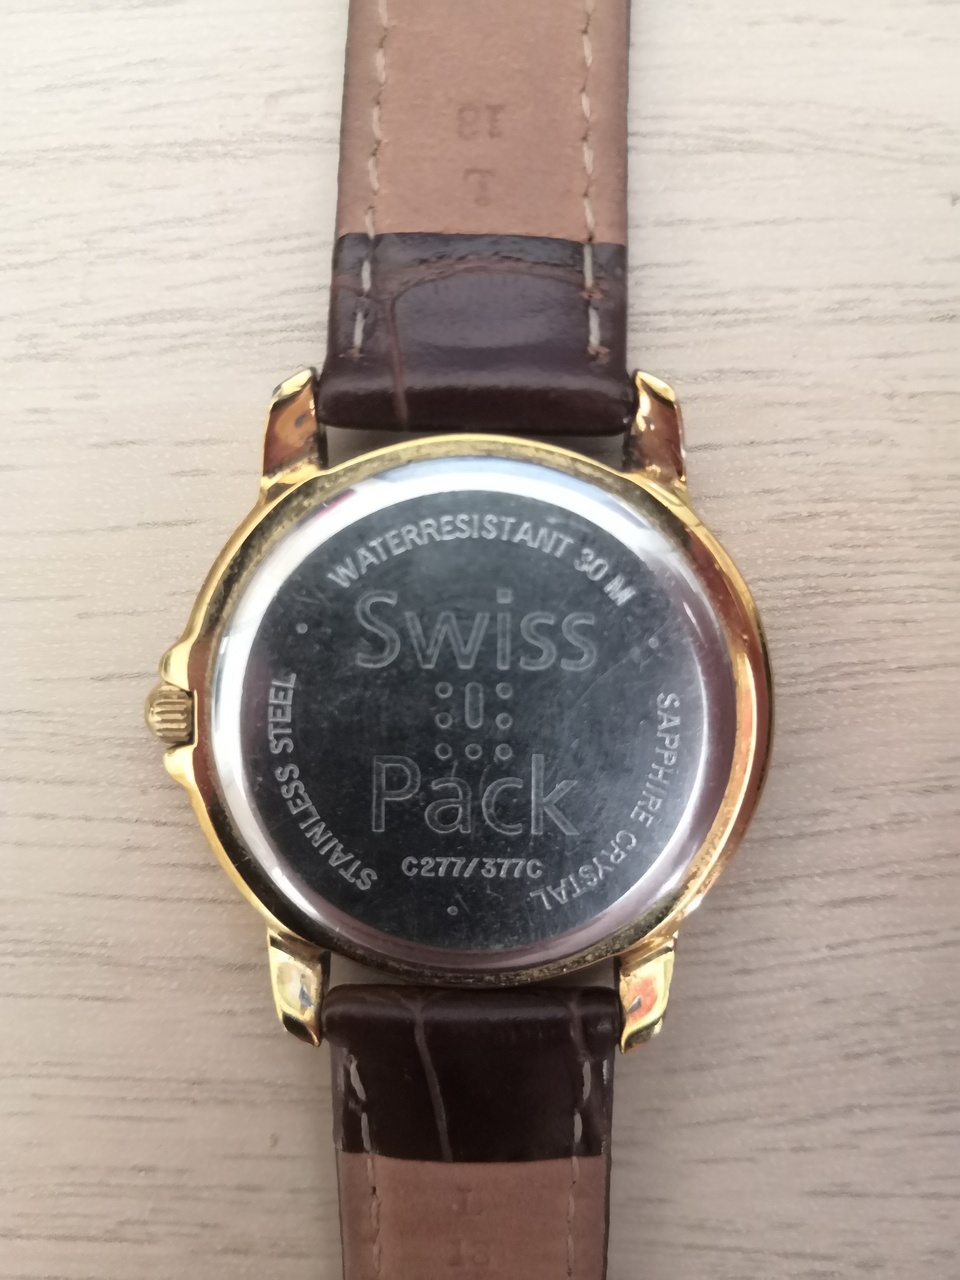 18
T
WATERRESISTANT 30 M
Swiss
Pack
C277/377C
STAINLESS STEEL
SAPPHIRE CRYSTAL
L
18